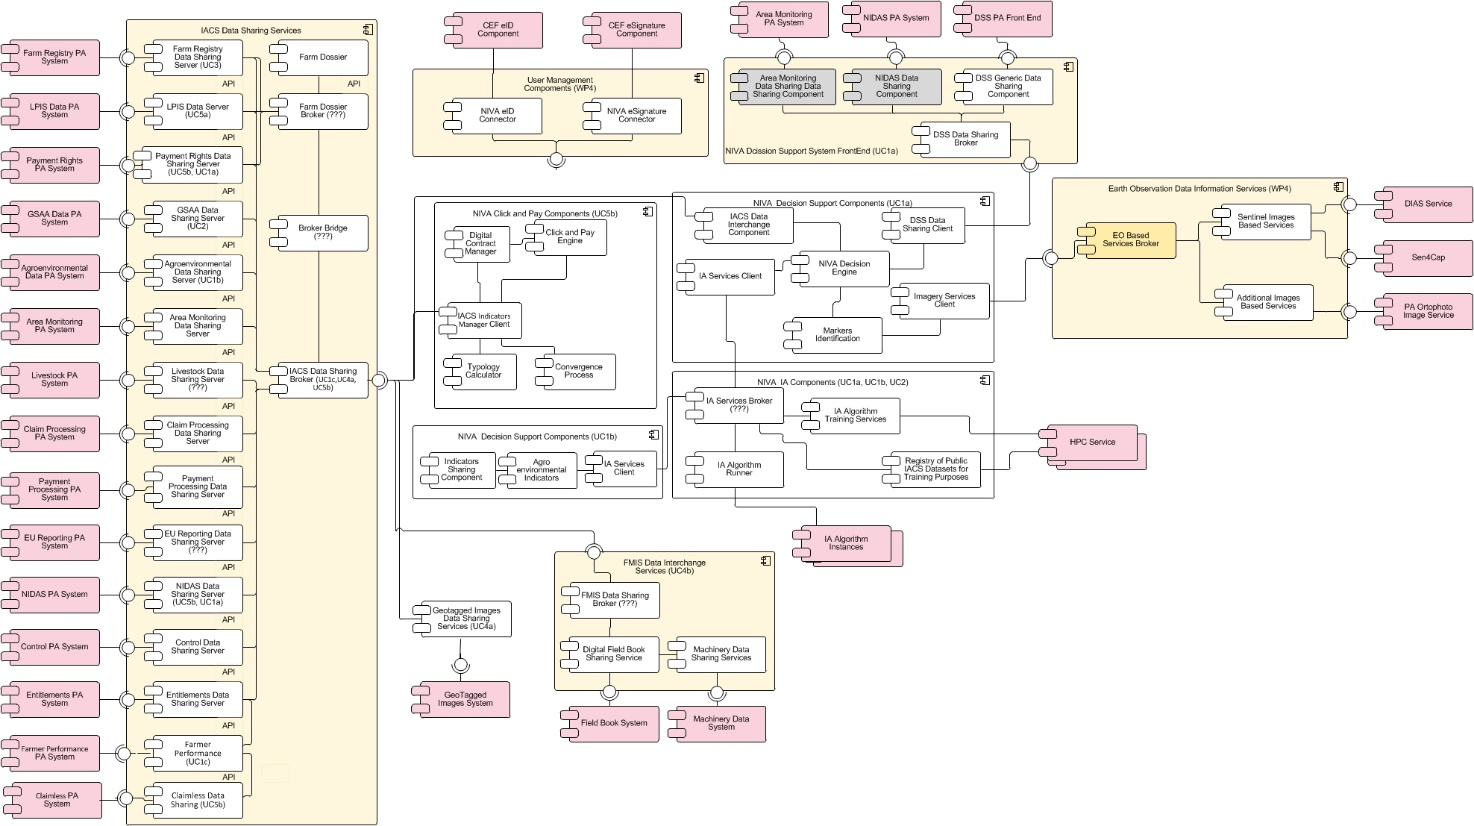 IACS Data Sharing Services
Farm Registry PA
System
Farm Registry
Data Sharing
Server (UC3)
Farm Dossier
API
API
LPIS Data PA
System
LPIS Data Server
(UC5a)
Farm Dossier
Broker (???)
API
Payment Rights
PA System
Payment Rights Data
Sharing Server
(UC5b, UC1a)
API
GSAA Data PA
System
GSAA Data
Sharing Server
(UC2)
Broker Bridge
(???)
API
Agroenvironmental
Data PA System
Agroenvironmental
Data Sharing
Server (UC1b)
API
Area Monitoring
PA System
Area Monitoring
Data Sharing
Server
API
Livestock PA
System
Livestock Data
Sharing Server
(???)
IACS Data Sharing
Broker (UC1c,UC4a,
UC5b)
API
Claim Processing
PA System
Claim Processing
Data Sharing
Server
API
Payment
Processing PA
System
Payment
Processing Data
Sharing Server
API
EU Reporting PA
System
EU Reporting Data
Sharing Server
(???)
API
NIDAS PA System
NIDAS Data
Sharing Server
(UC5b, UC1a)
API
Control PA System
Control Data
Sharing Server
API
Entitlements PA
System
Entitlements Data
Sharing Server
API
Farmer Performance
PA System
Farmer
Performance
(UC1c)
API
Claimless PA
System
Claimless Data
Sharing (UC5b)
CEF eID
Component
CEF eSignature
Component
User Management
Components (WP4)
NIVA eID
Connector
NIVA eSignature
Connector
Area Monitoring
PA System
NIDAS PA System
DSS PA Front End
Area Monitoring
Data Sharing Data
Sharing Component
NIDAS Data
Sharing
Component
DSS Generic Data
Sharing
Component
DSS Data Sharing
Broker
NIVA Dcission Support System FrontEnd (UC1a)
NIVA Click and Pay Components (UC5b)
Digital
Contract
Manager
Click and Pay
Engine
IACS Indicators
Manager Client
Typology
Calculator
Convergence
Process
NIVA  Decision Support Components (UC1a)
IACS Data
Interchange
Component
DSS Data
Sharing Client
IA Services Client
NIVA Decision
Engine
Imagery Services
Client
Markers
Identification
Earth Observation Data Information Services (WP4)
EO Based
Services Broker
Sentinel Images
Based Services
Additional Images
Based Services
DIAS Service
Sen4Cap
PA Ortophoto
Image Service
NIVA  IA Components (UC1a, UC1b, UC2)
IA Services Broker
(???)
IA Algorithm
Training Services
IA Algorithm
Runner
Registry of Public
IACS Datasets for
Training Purposes
HPC Service
IA Algorithm
Instances
NIVA  Decision Support Components (UC1b)
Indicators
Sharing
Component
Agro
environmental
Indicators
IA Services
Client
FMIS Data Interchange
Services (UC4b)
FMIS Data Sharing
Broker (???)
Digital Field Book
Sharing Service
Machinery Data
Sharing Services
Field Book System
Machinery Data
System
Geotagged Images
Data Sharing
Services (UC4a)
GeoTagged
Images System